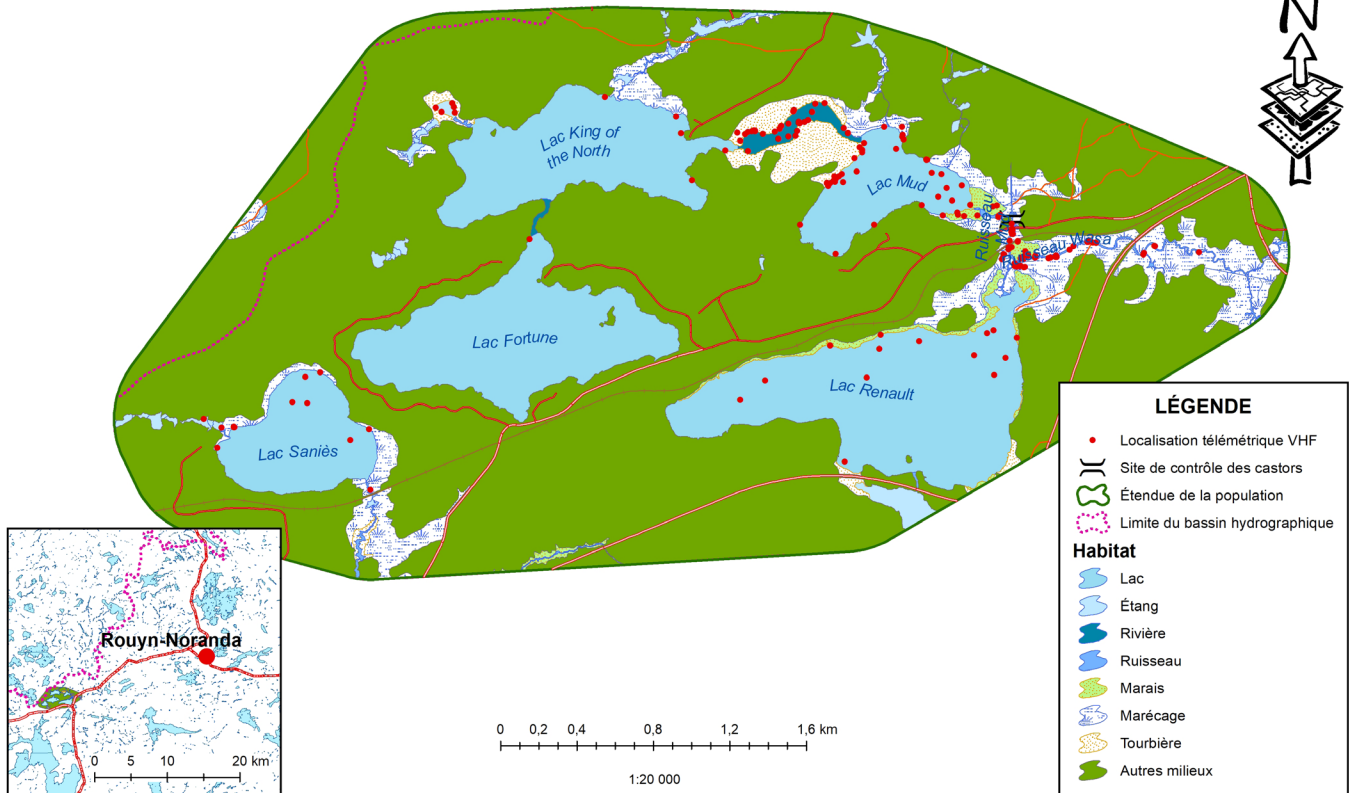 N
Lac King of
the North
Lac Mud
Ruisseau
Ruisseau Wasa
Lac Fortune
Lac Renault
Lac Saniès
LÉGENDE
Localisation télémétrique VHF
Site de contrôle des castors
Étendue de la population
Limite du bassin hydrographique
Habitat
Lac
Étang
Rivière
Ruisseau
Marais
Marécage
Tourbière
Autres milieux
Rouyn-Noranda
0 5 10 20 km
0 0,2 0,4 0,8 1,2 1,6 km
1:20 000